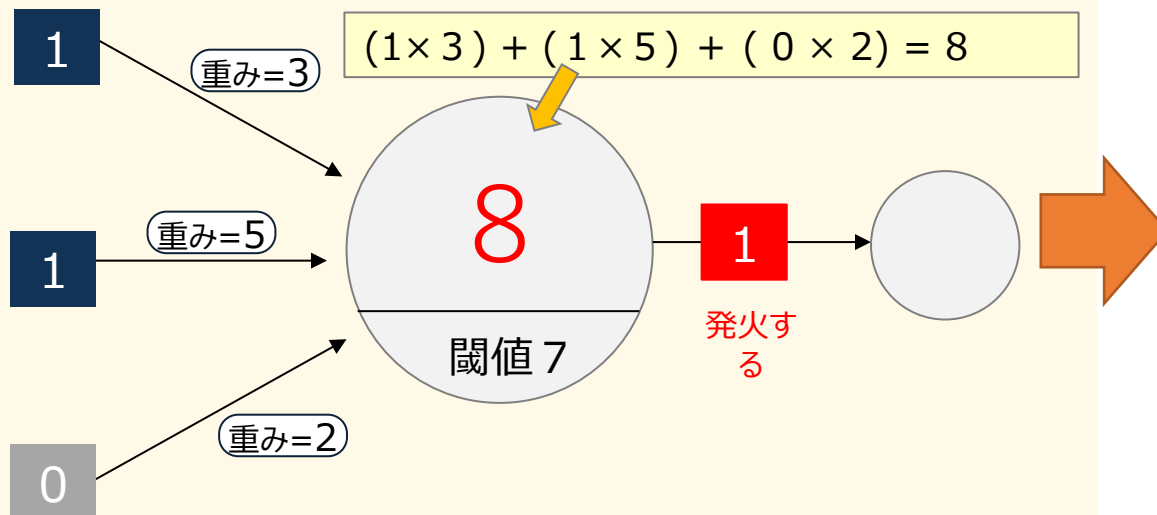 1
重み=3
(1×3) + (1×5) + ( 0 × 2) = 8
1
重み=5
8
閾値7
1
発火す
る
0
重み=2